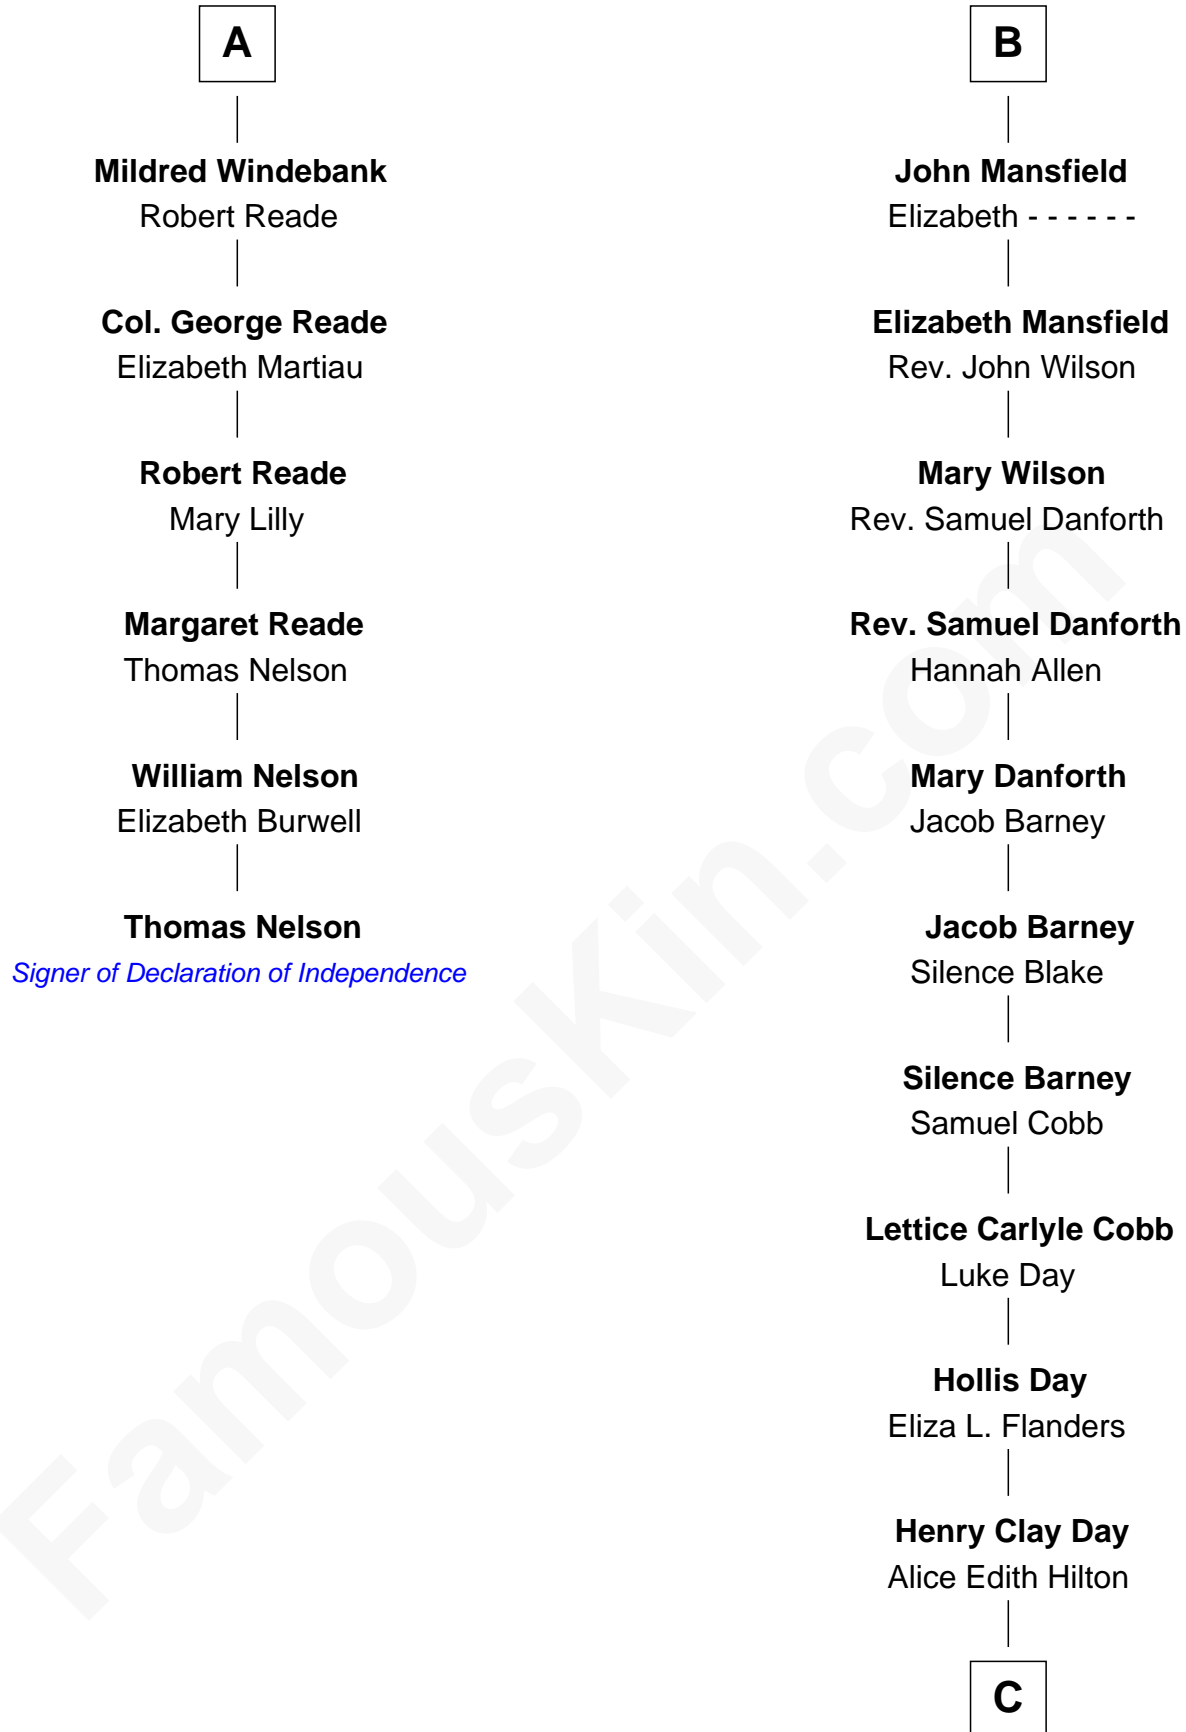 A
Mildred Windebank
Robert Reade
Col. George Reade
Elizabeth Martiau
Robert Reade
Mary Lilly
Margaret Reade
Thomas Nelson
William Nelson
Elizabeth Burwell
Thomas Nelson
Signer of Declaration of Independence
B
John Mansfield
Elizabeth - - - - - -
Elizabeth Mansfield
Rev. John Wilson
Mary Wilson
Rev. Samuel Danforth
Rev. Samuel Danforth
Hannah Allen
Mary Danforth
Jacob Barney
Jacob Barney
Silence Blake
Silence Barney
Samuel Cobb
Lettice Carlyle Cobb
Luke Day
Hollis Day
Eliza L. Flanders
Henry Clay Day
Alice Edith Hilton
C
FamousKin.com